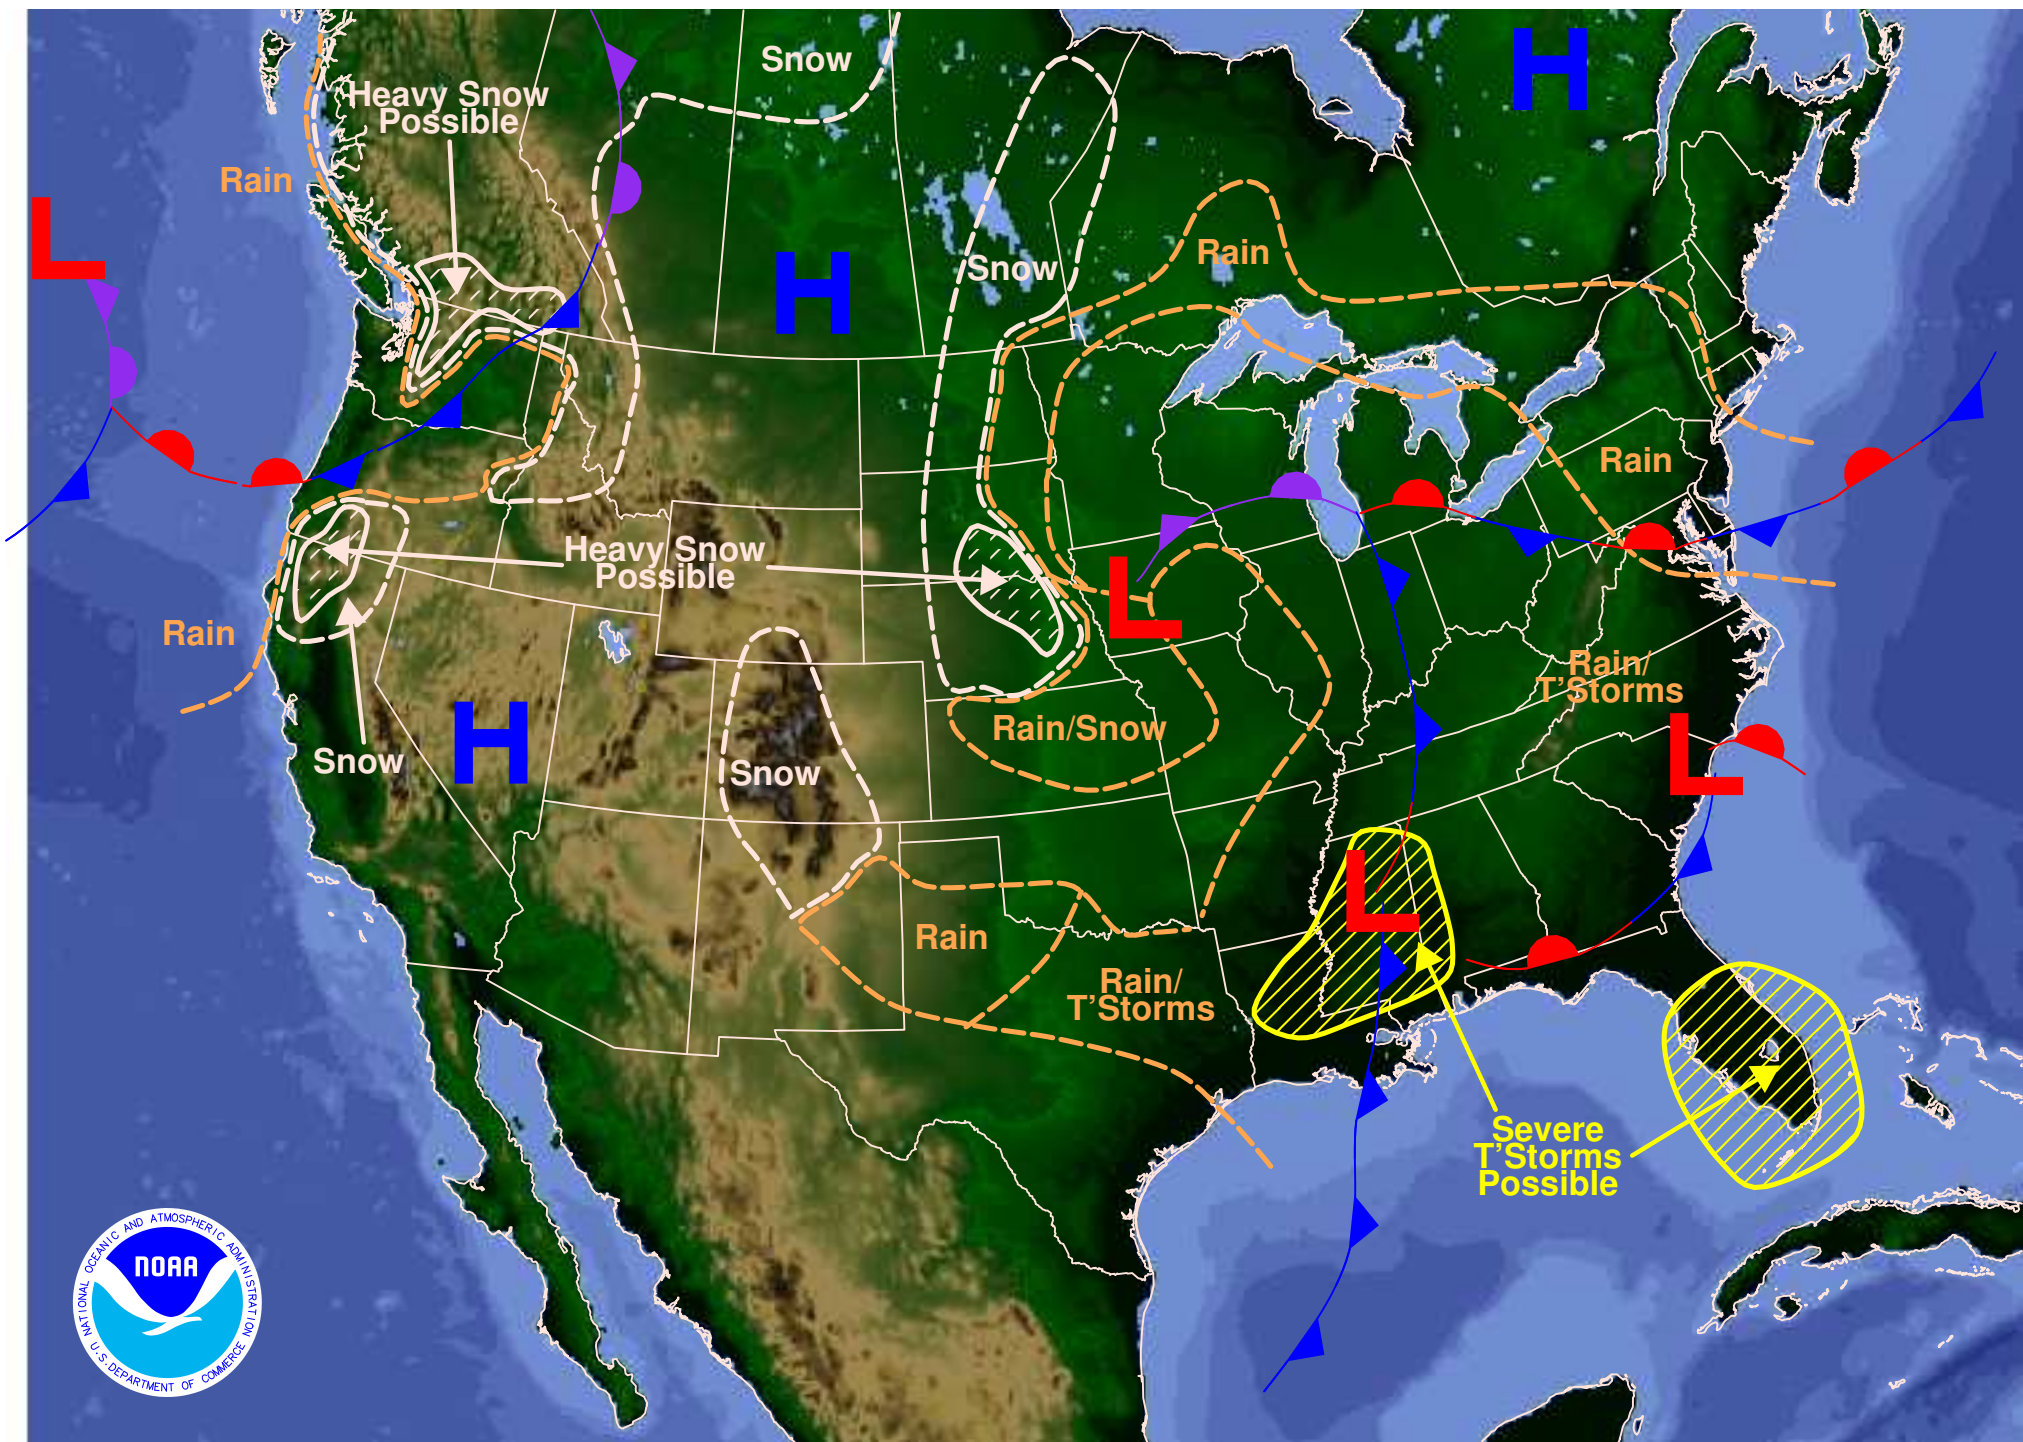 Snow
H
Heavy Snow
Possible
Rain
L
Rain
H
Snow
Rain
Heavy Snow
Possible
L
Rain
Rain/
T'Storms
H
Rain/Snow
Snow
Snow
L
L
Rain
Rain/
T'Storms
Severe
T'Storms
Possible
NATIONAL OCEANIC AND ATMOSPHERIC ADMINISTRATION
NOAA
U.S. DEPARTMENT OF COMMERCE